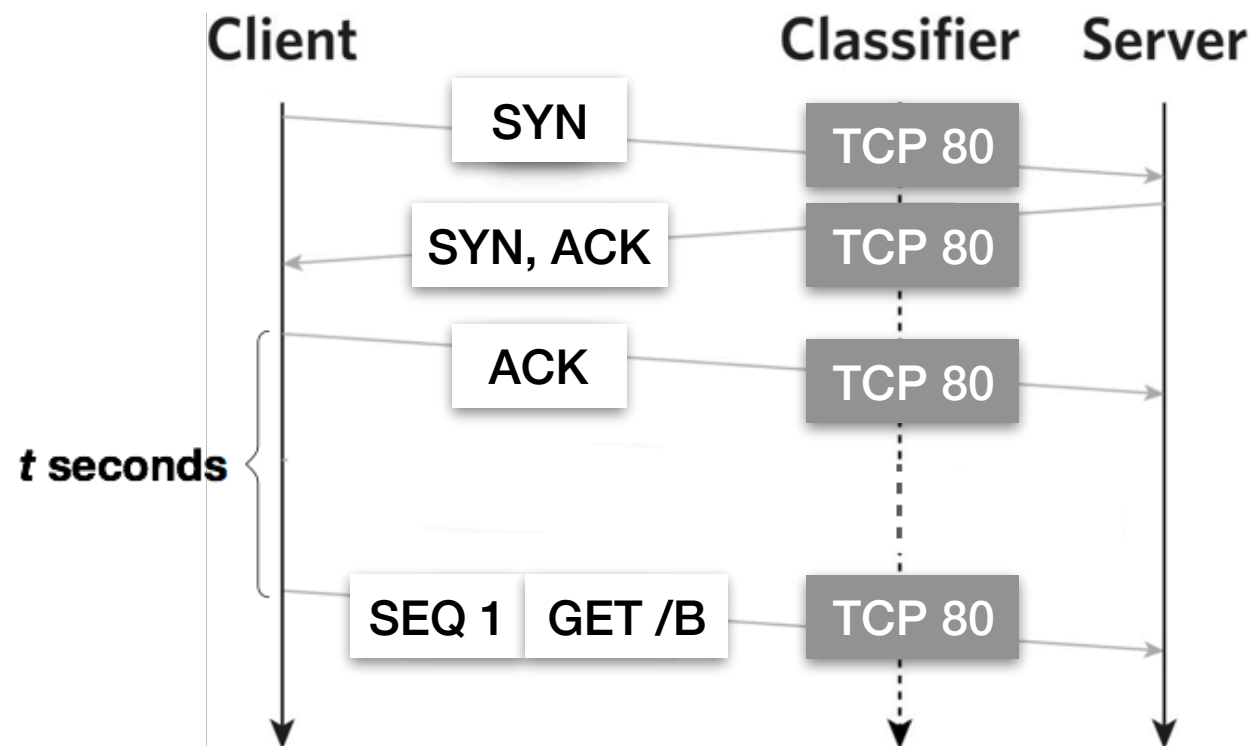 Client Classifier Server
SYN
TCP 80
SYN, ACK
TCP 80
ACK
TCP 80
t seconds
SEQ 1 GET /B
TCP 80